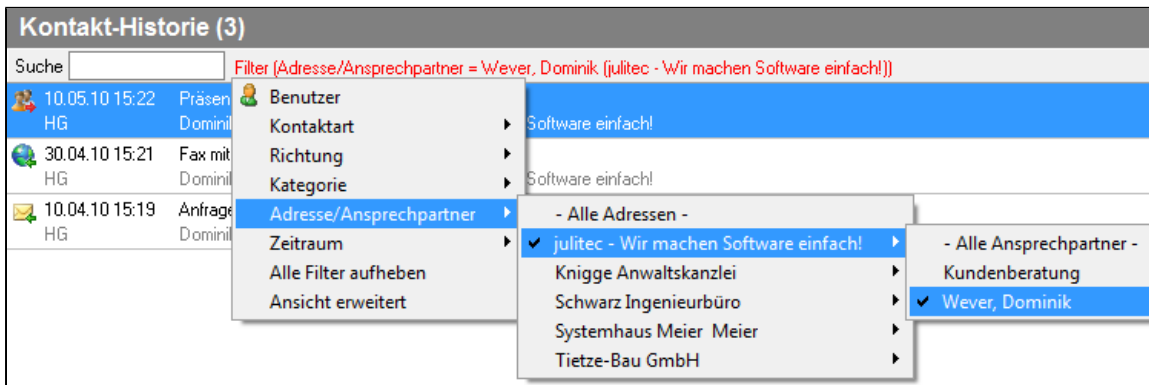 Kontakt-Historie (3)
Suche Filter (Adresse/Ansprechpartner = Wever, Dominik (julitec - Wir machen Software einfach!))
10.05.10 15:22 Präsen
HG Dominik Software einfach!
30.04.10 15:21 Fax mit
HG Dominik Software einfach!
10.04.10 15:19 Anfrage
HG Dominik
Benutzer
Kontaktart
Richtung
Kategorie
Adresse/Ansprechpartner
Zeitraum
Alle Filter aufheben
Ansicht erweitert
- Alle Adressen -
julitec - Wir machen Software einfach!
Knigge Anwaltskanzlei
Schwarz Ingenieurbüro
Systemhaus Meier Meier
Tietze-Bau GmbH
- Alle Ansprechpartner -
Kundenberatung
Wever, Dominik